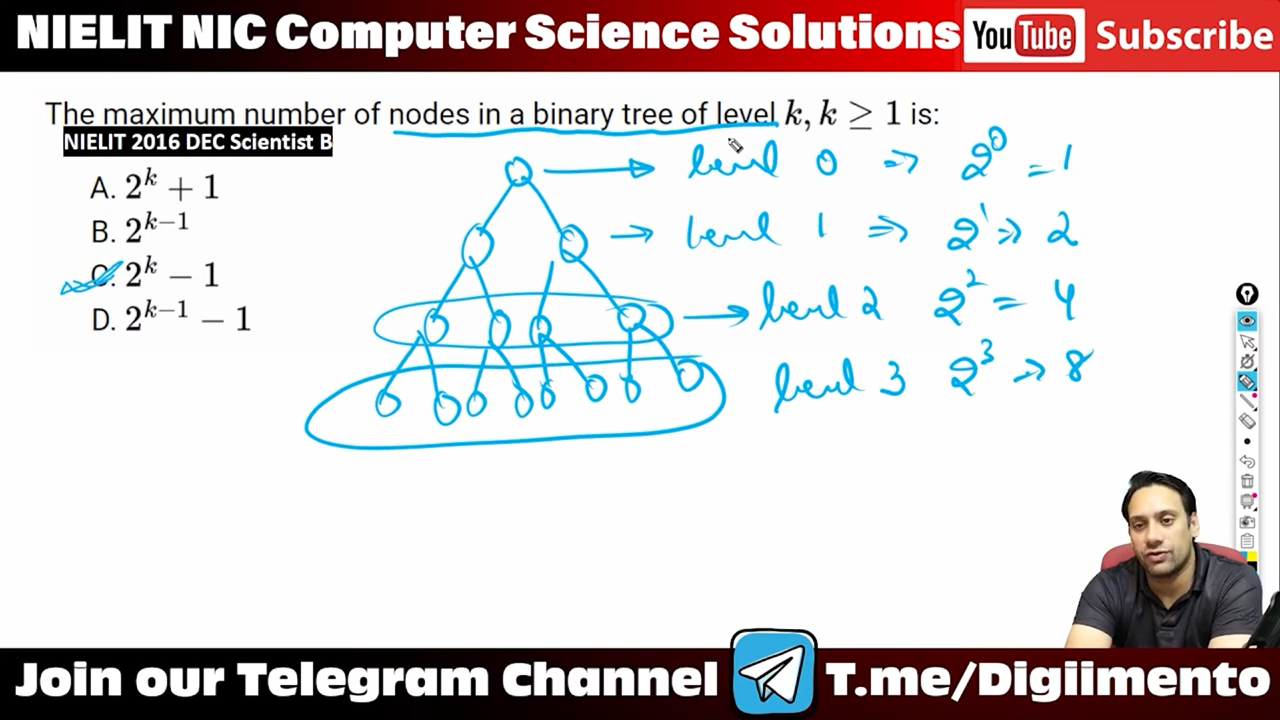 NIELIT NIC Computer Science Solutions YouTube Subscribe
The maximum number of nodes in a binary tree of level k, k ≥ 1 is:
NIELIT 2016 DEC Scientist B
A. 2^k + 1
B. 2^{k−1}
C. 2^k − 1
D. 2^{k−1} − 1
level 0 ⇒ 2^0 = 1
level 1 ⇒ 2^1 ⇒ 2
level 2 2^2 = 4
level 3 2^3 → 8
Join our Telegram Channel T.me/Digiimento